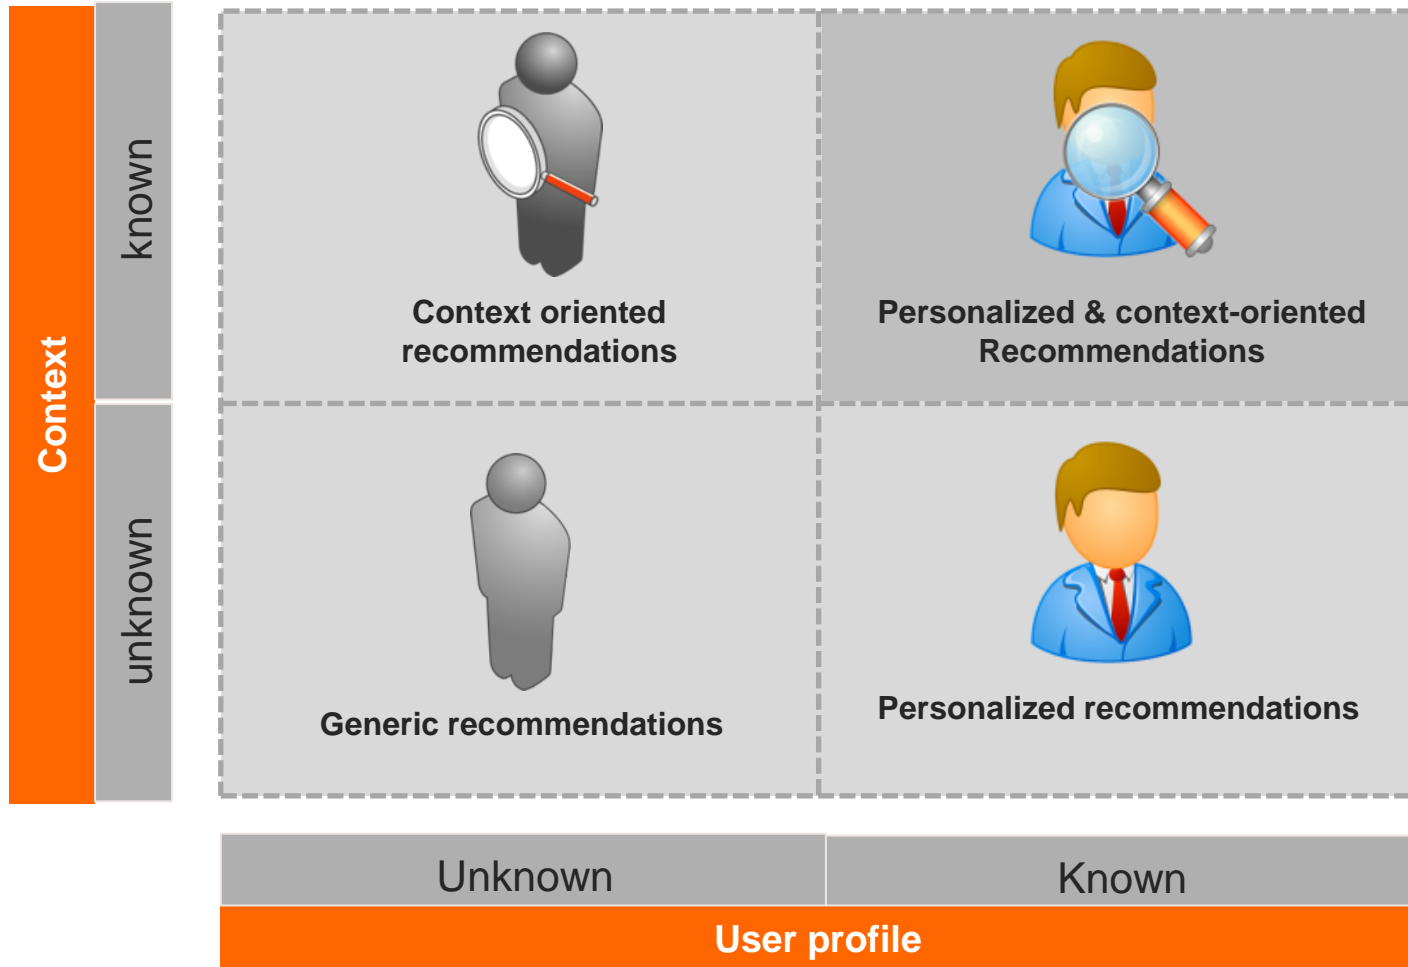 Context
known
unknown
Context oriented
recommendations
Personalized & context-oriented
Recommendations
Generic recommendations
Personalized recommendations
Unknown
Known
User profile